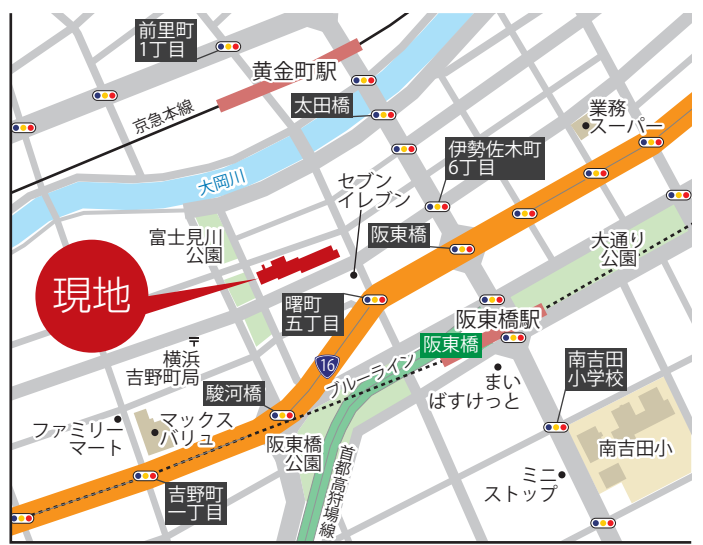 前里町
1丁目
黄金町駅
太田橋
京急本線
業務
スーパー
伊勢佐木町
6丁目
大岡川
セブン
イレブン
富士見川
公園
阪東橋
大通り
公園
現地
曙町
五丁目
阪東橋駅
阪東橋
〒
横浜
吉野町局
16
ブルーライン
南吉田
小学校
駿河橋
まい
ばすけっと
ファミリー
マート
マックス
バリュ
阪東橋
公園
首都高狩場線
南吉田小
吉野町
一丁目
ミニ
ストップ